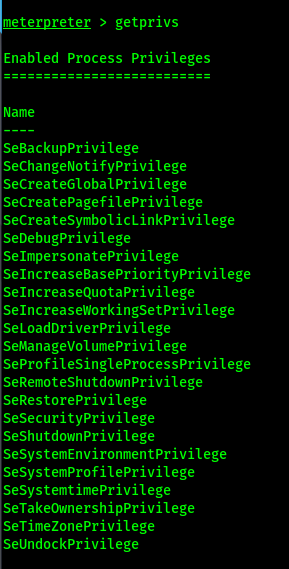 meterpreter > getprivs
Enabled Process Privileges
==========================
Name
----
SeBackupPrivilege
SeChangeNotifyPrivilege
SeCreateGlobalPrivilege
SeCreatePagefilePrivilege
SeCreateSymbolicLinkPrivilege
SeDebugPrivilege
SeImpersonatePrivilege
SeIncreaseBasePriorityPrivilege
SeIncreaseQuotaPrivilege
SeIncreaseWorkingSetPrivilege
SeLoadDriverPrivilege
SeManageVolumePrivilege
SeProfileSingleProcessPrivilege
SeRemoteShutdownPrivilege
SeRestorePrivilege
SeSecurityPrivilege
SeShutdownPrivilege
SeSystemEnvironmentPrivilege
SeSystemProfilePrivilege
SeSystemtimePrivilege
SeTakeOwnershipPrivilege
SeTimeZonePrivilege
SeUndockPrivilege